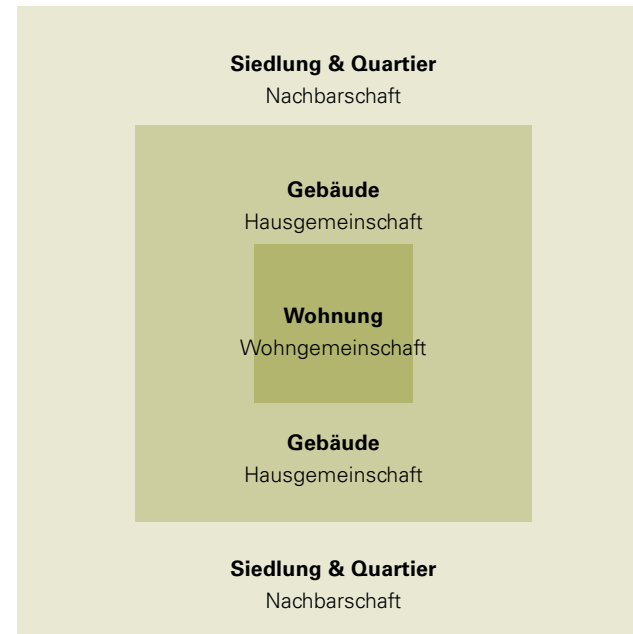 Siedlung & Quartier
Nachbarschaft
Gebäude
Hausgemeinschaft
Wohnung
Wohngemeinschaft
Gebäude
Hausgemeinschaft
Siedlung & Quartier
Nachbarschaft